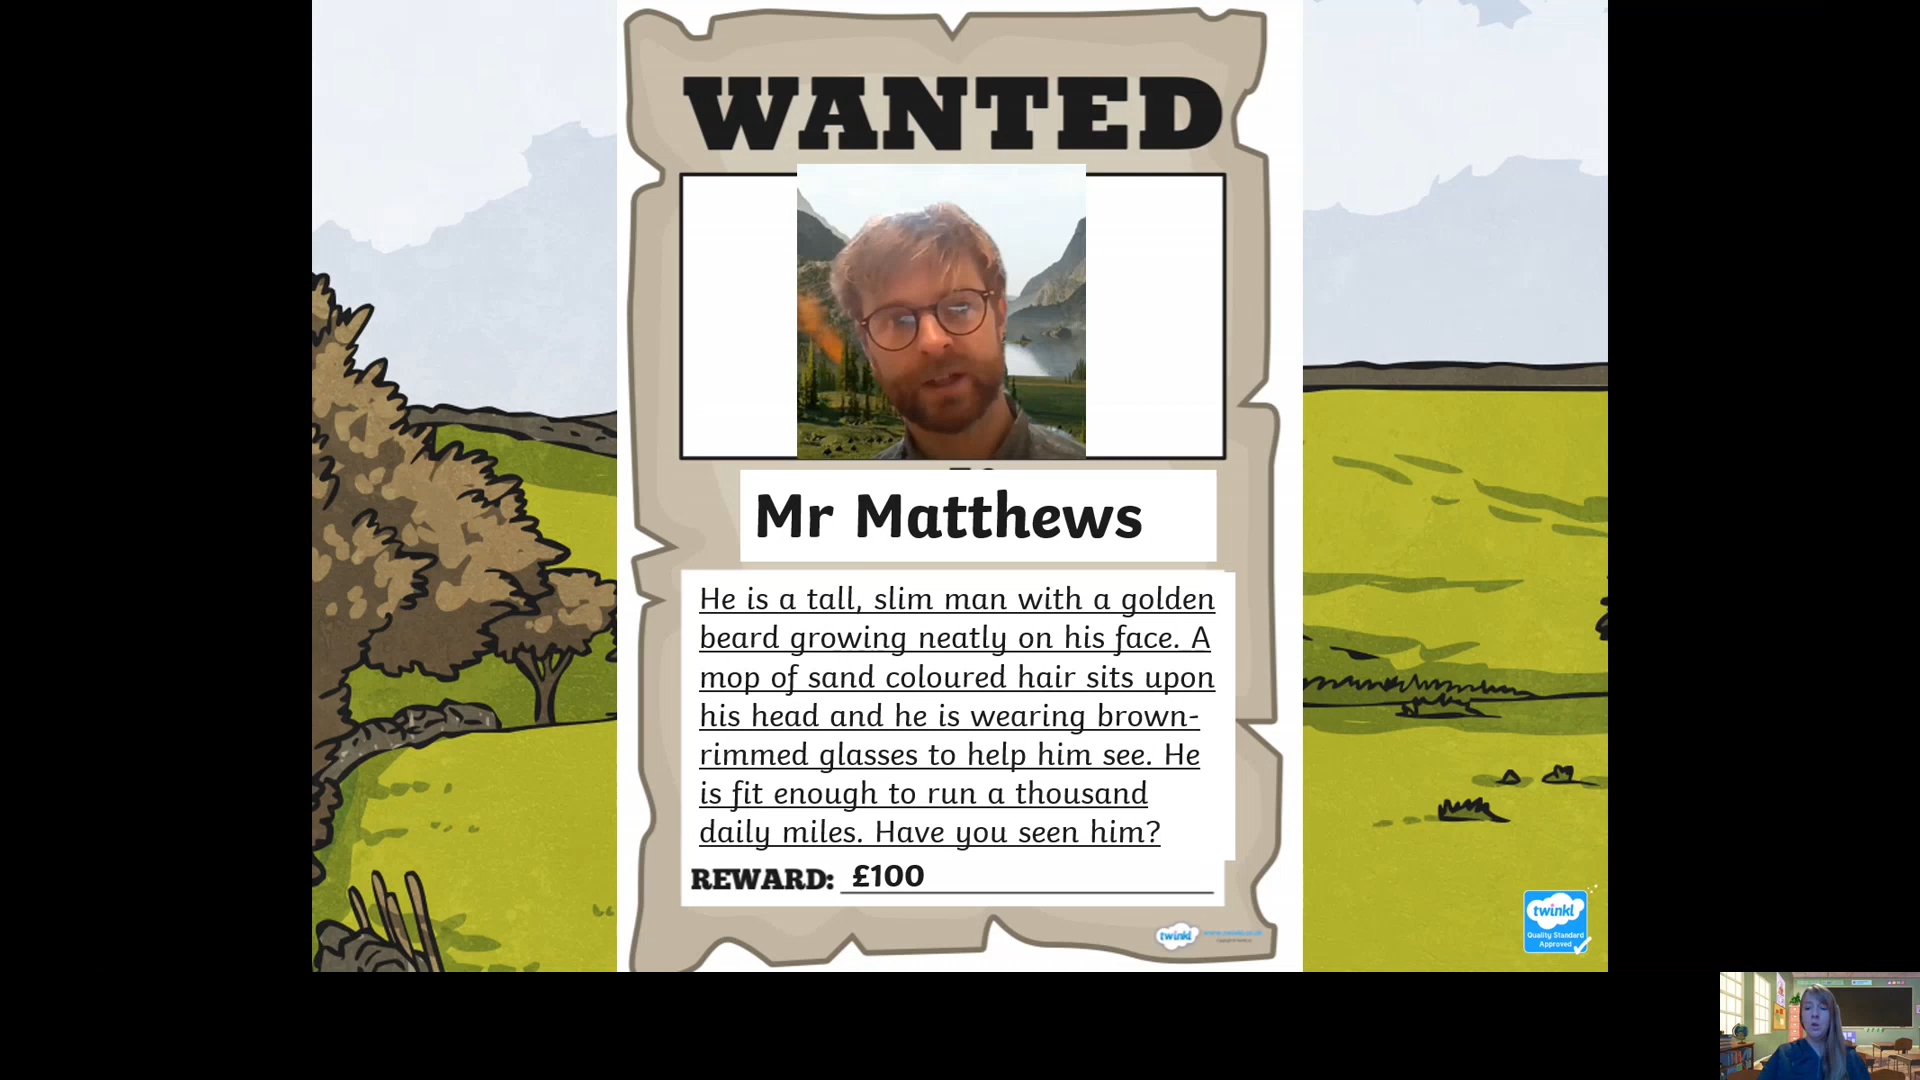 WANTED
Mr Matthews
He is a tall, slim man with a golden
beard growing neatly on his face. A
mop of sand coloured hair sits upon
his head and he is wearing brown-
rimmed glasses to help him see. He
is fit enough to run a thousand
daily miles. Have you seen him?
REWARD: £100
twinkl
twinkl
Quality Standard
Approved